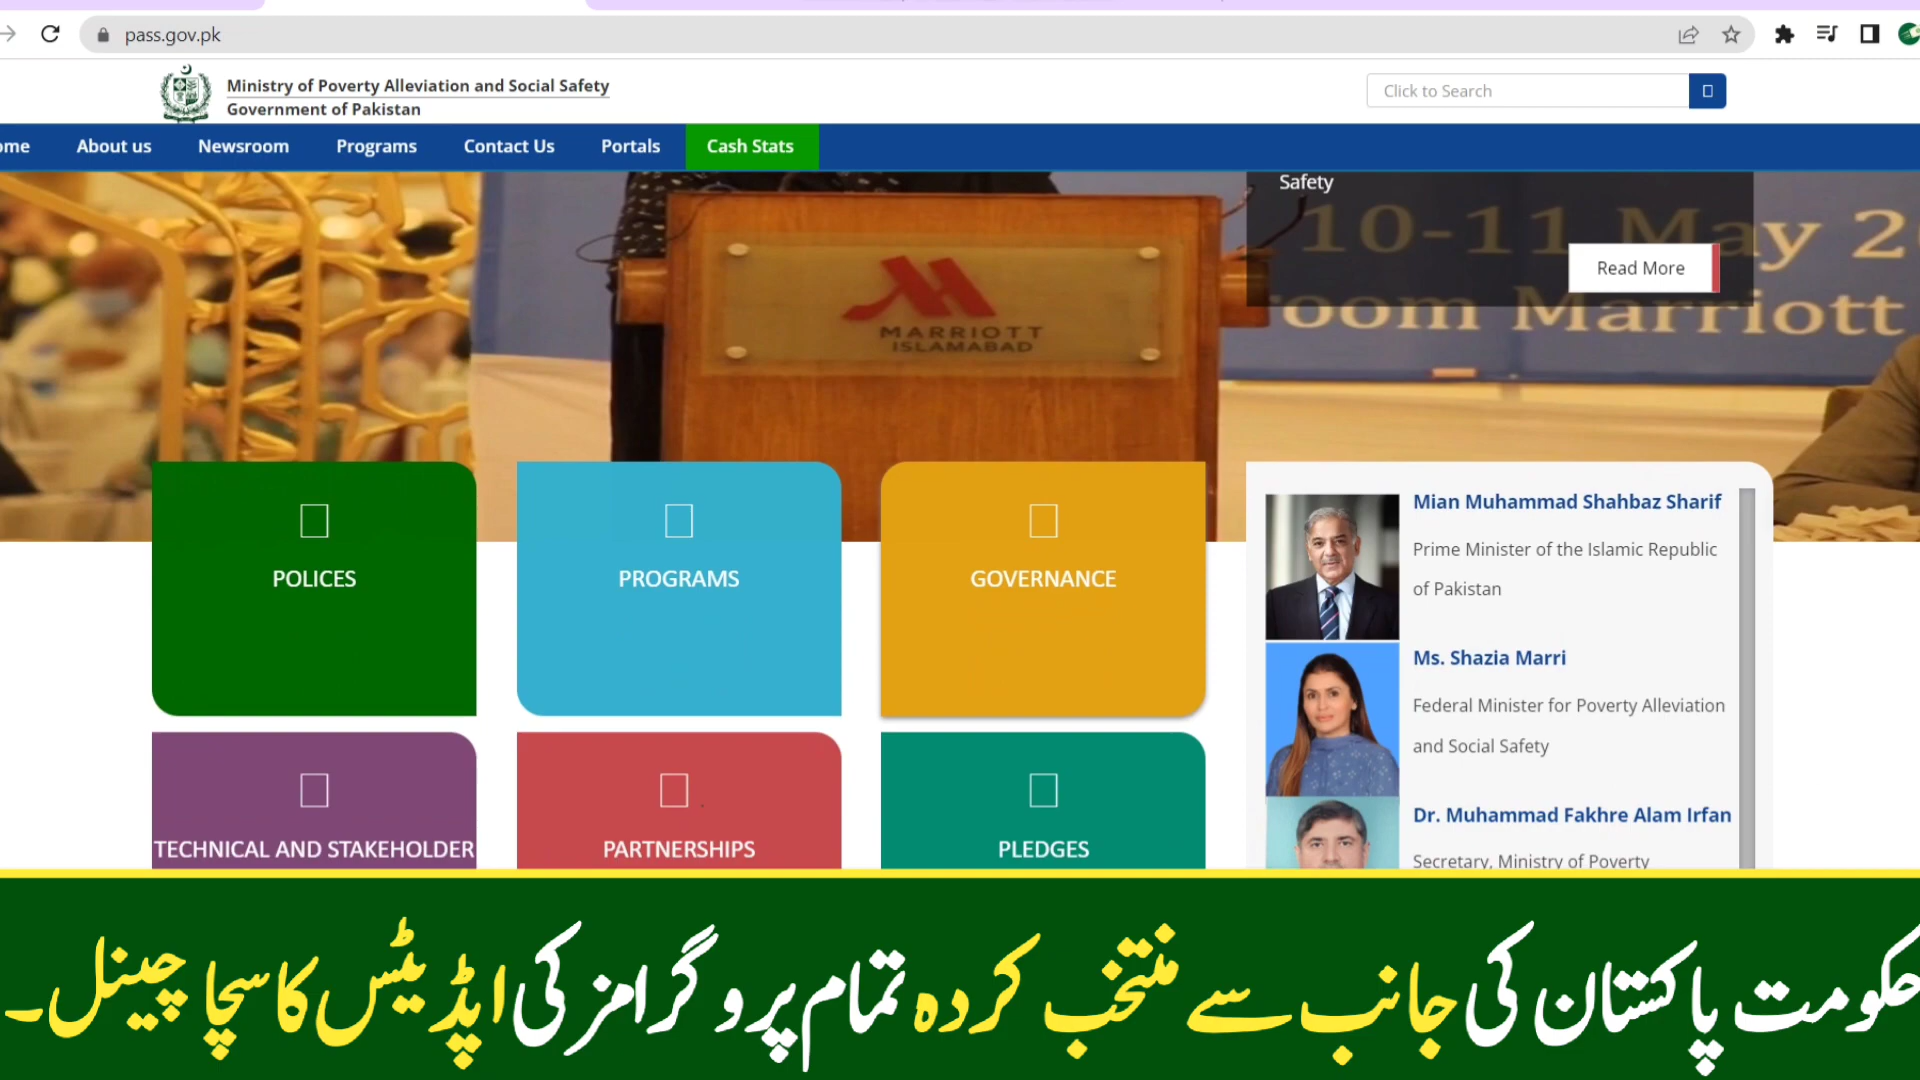 pass.gov.pk
Ministry of Poverty Alleviation and Social Safety
Government of Pakistan
Click to Search
ome
About us
Newsroom
Programs
Contact Us
Portals
Cash Stats
Safety
10-11 May 2
Read More
oom Marriott
MARRIOTT
ISLAMABAD
POLICES
PROGRAMS
GOVERNANCE
TECHNICAL AND STAKEHOLDER
PARTNERSHIPS
PLEDGES
Mian Muhammad Shahbaz Sharif
Prime Minister of the Islamic Republic
of Pakistan
Ms. Shazia Marri
Federal Minister for Poverty Alleviation
and Social Safety
Dr. Muhammad Fakhre Alam Irfan
Secretary, Ministry of Poverty
حکومت پاکستان کی جانب سے منتخب کردہ تمام پروگرامز کی اپڈیٹس کا سچا چینل۔